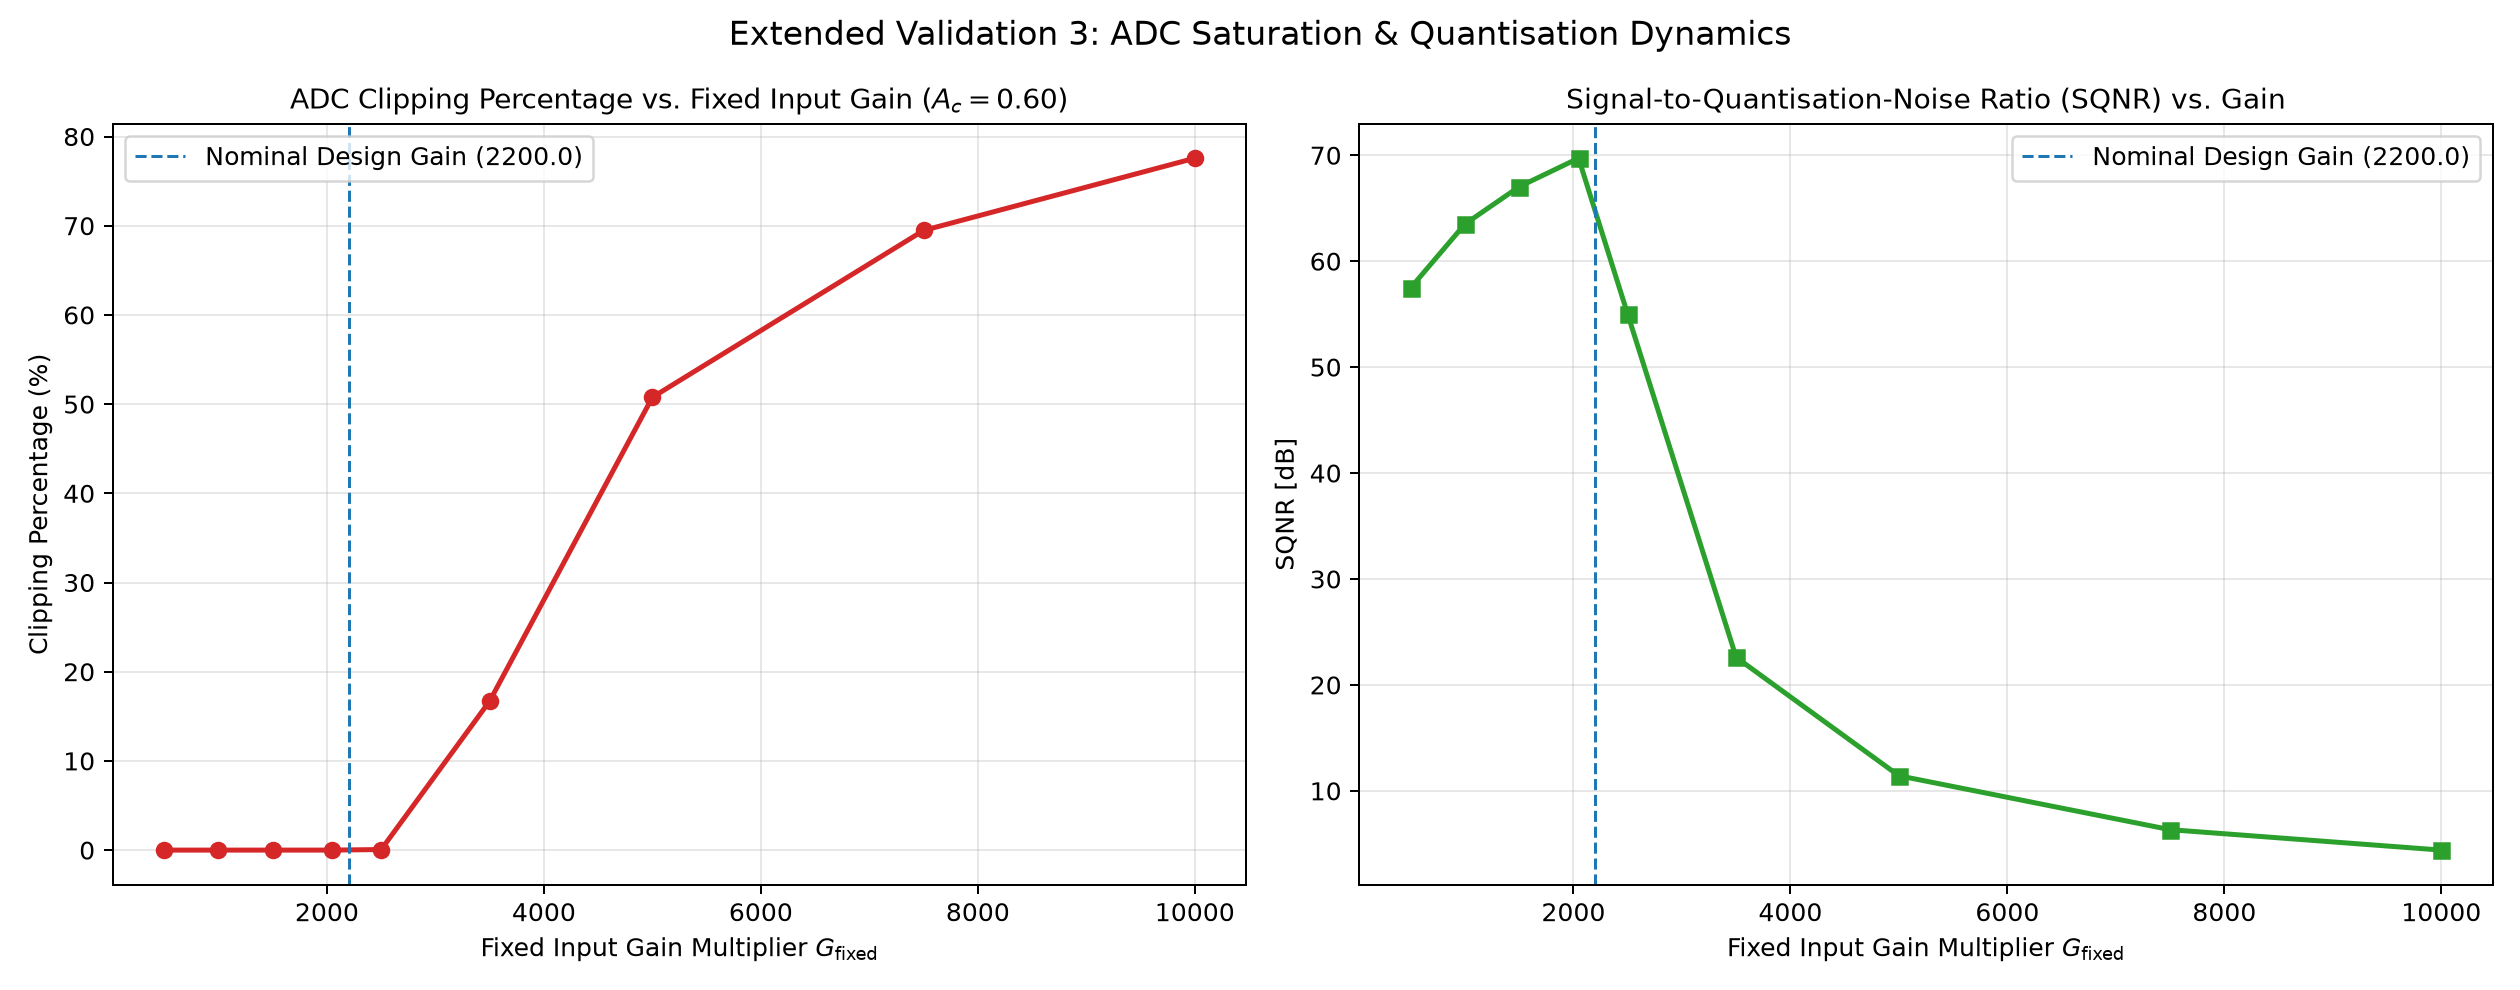 Extended Validation 3: ADC Saturation & Quantisation Dynamics
ADC Clipping Percentage vs. Fixed Input Gain (A_c = 0.60)
Nominal Design Gain (2200.0)
Clipping Percentage (%)
80
70
60
50
40
30
20
10
0
2000 4000 6000 8000 10000
Fixed Input Gain Multiplier G_fixed
Signal-to-Quantisation-Noise Ratio (SQNR) vs. Gain
Nominal Design Gain (2200.0)
SQNR [dB]
70
60
50
40
30
20
10
2000 4000 6000 8000 10000
Fixed Input Gain Multiplier G_fixed